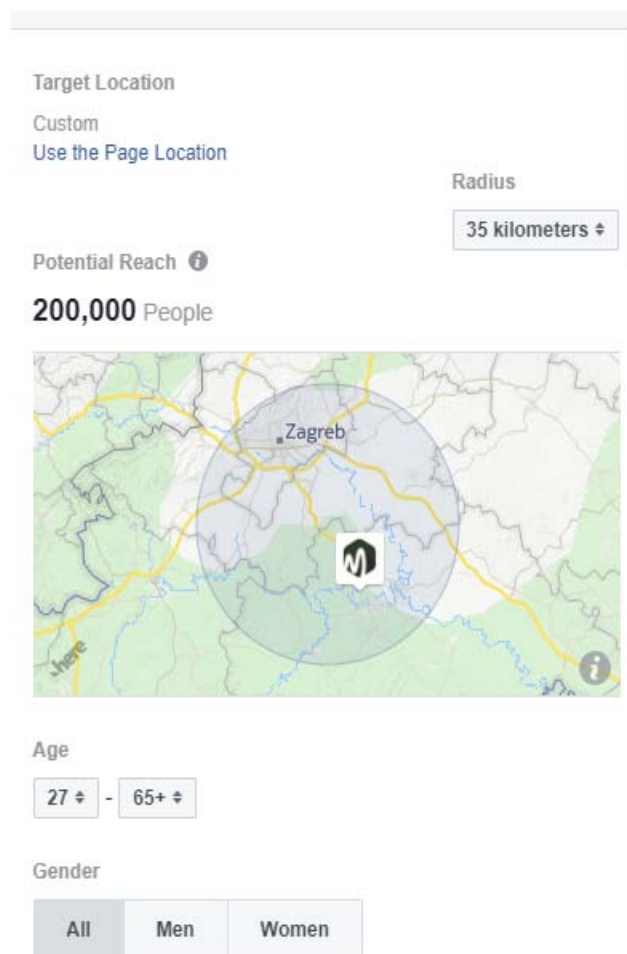 Target Location
Custom
Use the Page Location
Radius
35 kilometers
Potential Reach i
200,000 People
Zagreb
here
i
Age
27 - 65+
Gender
All Men Women